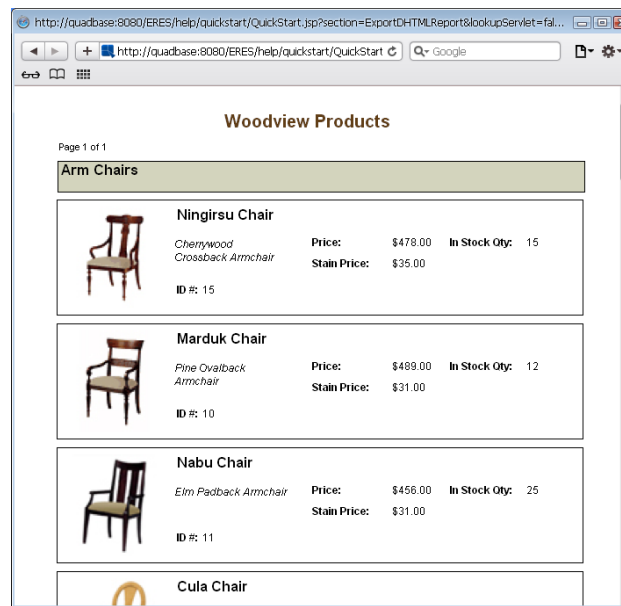 http://quadbase:8080/ERES/help/quickstart/QuickStart.jsp?section=ExportDHTMLReport&lookupServlet=fal...
http://quadbase:8080/ERES/help/quickstart/QuickStart
Google
Woodview Products
Page 1 of 1
Arm Chairs
Ningirsu Chair
Cherrywood Price: $478.00 In Stock Qty: 15
Crossback Armchair
Stain Price: $35.00
ID #: 15
Marduk Chair
Pine Ovalback Price: $489.00 In Stock Qty: 12
Armchair
Stain Price: $31.00
ID #: 10
Nabu Chair
Elm Padback Armchair Price: $456.00 In Stock Qty: 25
Stain Price: $31.00
ID #: 11
Cula Chair